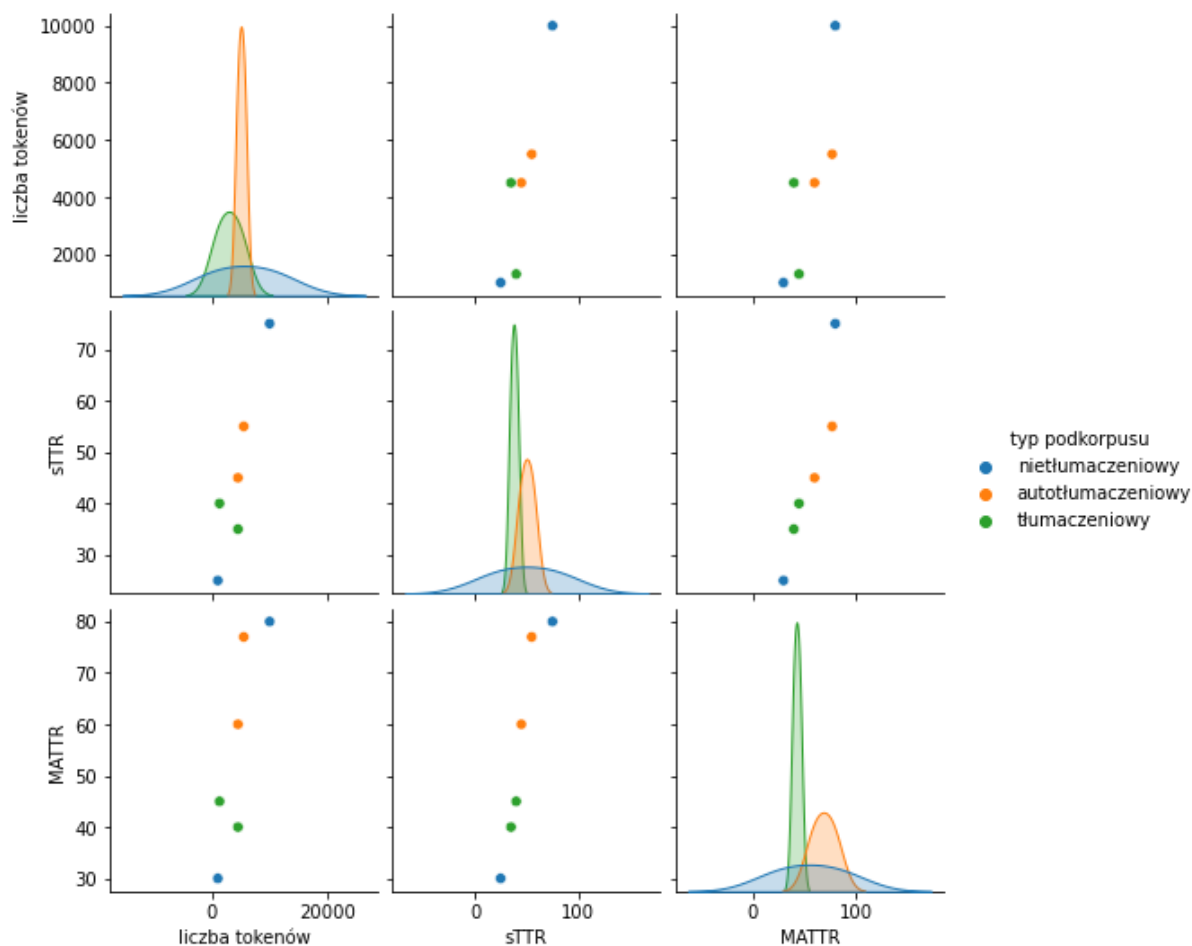 10000
8000
6000
4000
2000
liczba tokenów
70
60
50
40
30
sTTR
typ podkorpusu
nietłumaczeniowy
autotłumaczeniowy
tłumaczeniowy
80
70
60
50
40
30
MATTR
0 20000
0 100
0 100
liczba tokenów
sTTR
MATTR